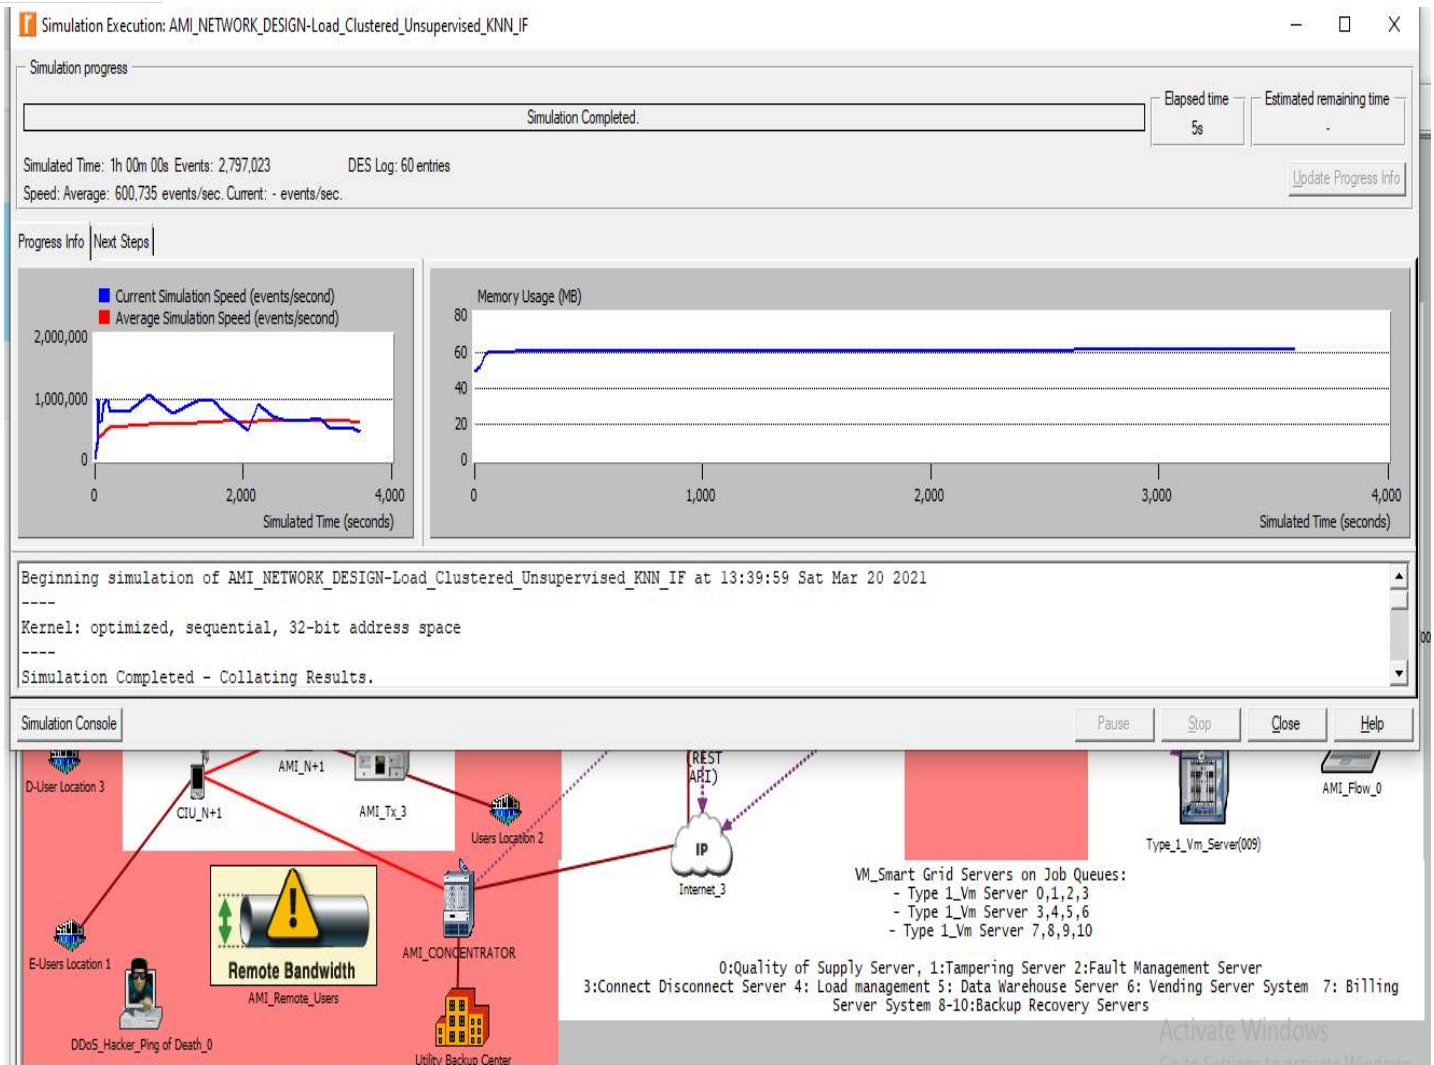 Simulation Execution: AMI_NETWORK_DESIGN-Load_Clustered_Unsupervised_KNN_IF
Simulation progress
Simulation Completed.
Elapsed time
5s
Estimated remaining time
-
Simulated Time: 1h 00m 00s Events: 2,797,023
DES Log: 60 entries
Speed: Average: 600,735 events/sec. Current: - events/sec.
Update Progress Info
Progress Info
Next Steps
Current Simulation Speed (events/second)
Average Simulation Speed (events/second)
2,000,000
1,000,000
0
0
2,000
4,000
Simulated Time (seconds)
Memory Usage (MB)
80
60
40
20
0
0
1,000
2,000
3,000
4,000
Simulated Time (seconds)
Beginning simulation of AMI_NETWORK_DESIGN-Load_Clustered_Unsupervised_KNN_IF at 13:39:59 Sat Mar 20 2021
----
Kernel: optimized, sequential, 32-bit address space
----
Simulation Completed - Collating Results.
Simulation Console
Pause
Stop
Close
Help
D-User Location 3
CIU_N+1
AMI_N+1
AMI_Tx_3
Users Location 2
(REST
API)
IP
Internet_3
Type_1_Vm_Server(009)
AMI_Flow_0
VM_Smart Grid Servers on Job Queues:
- Type 1_Vm Server 0,1,2,3
- Type 1_Vm Server 3,4,5,6
- Type 1_Vm Server 7,8,9,10
E-Users Location 1
Remote Bandwidth
AMI_Remote_Users
AMI_CONCENTRATOR
0:Quality of Supply Server, 1:Tampering Server 2:Fault Management Server
3:Connect Disconnect Server 4: Load management 5: Data Warehouse Server 6: Vending Server System 7: Billing
Server System 8-10:Backup Recovery Servers
DDoS_Hacker_Ping of Death_0
Utility Backup Center
Activate Windows
Go to Settings to activate Windows